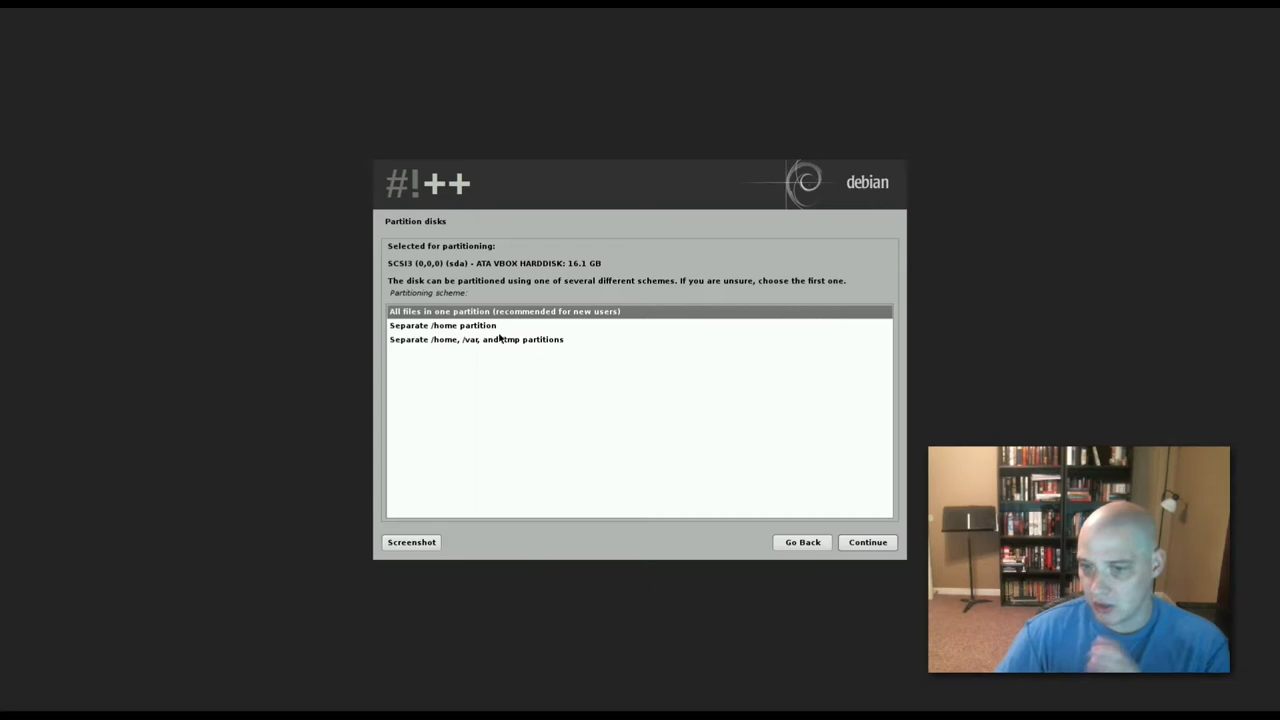 #!++
debian
Partition disks
Selected for partitioning:
SCSI3 (0,0,0) (sda) - ATA VBOX HARDDISK: 16.1 GB
The disk can be partitioned using one of several different schemes. If you are unsure, choose the first one.
Partitioning scheme:
All files in one partition (recommended for new users)
Separate /home partition
Separate /home, /var, and /tmp partitions
Screenshot
Go Back
Continue